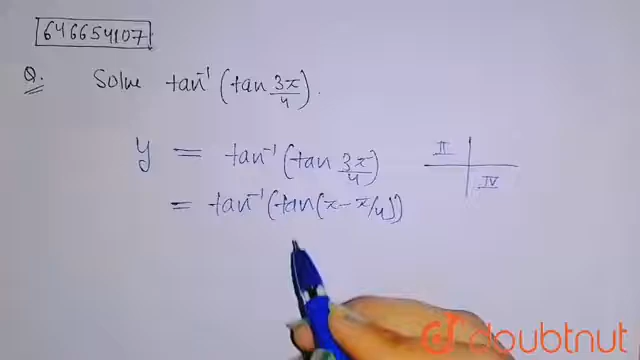 646654107
Q. Solve tan⁻¹(tan 3π/4).
y = tan⁻¹(tan 3π/4)
II
IV
= tan⁻¹(tan(π-π/4))
doubtnut